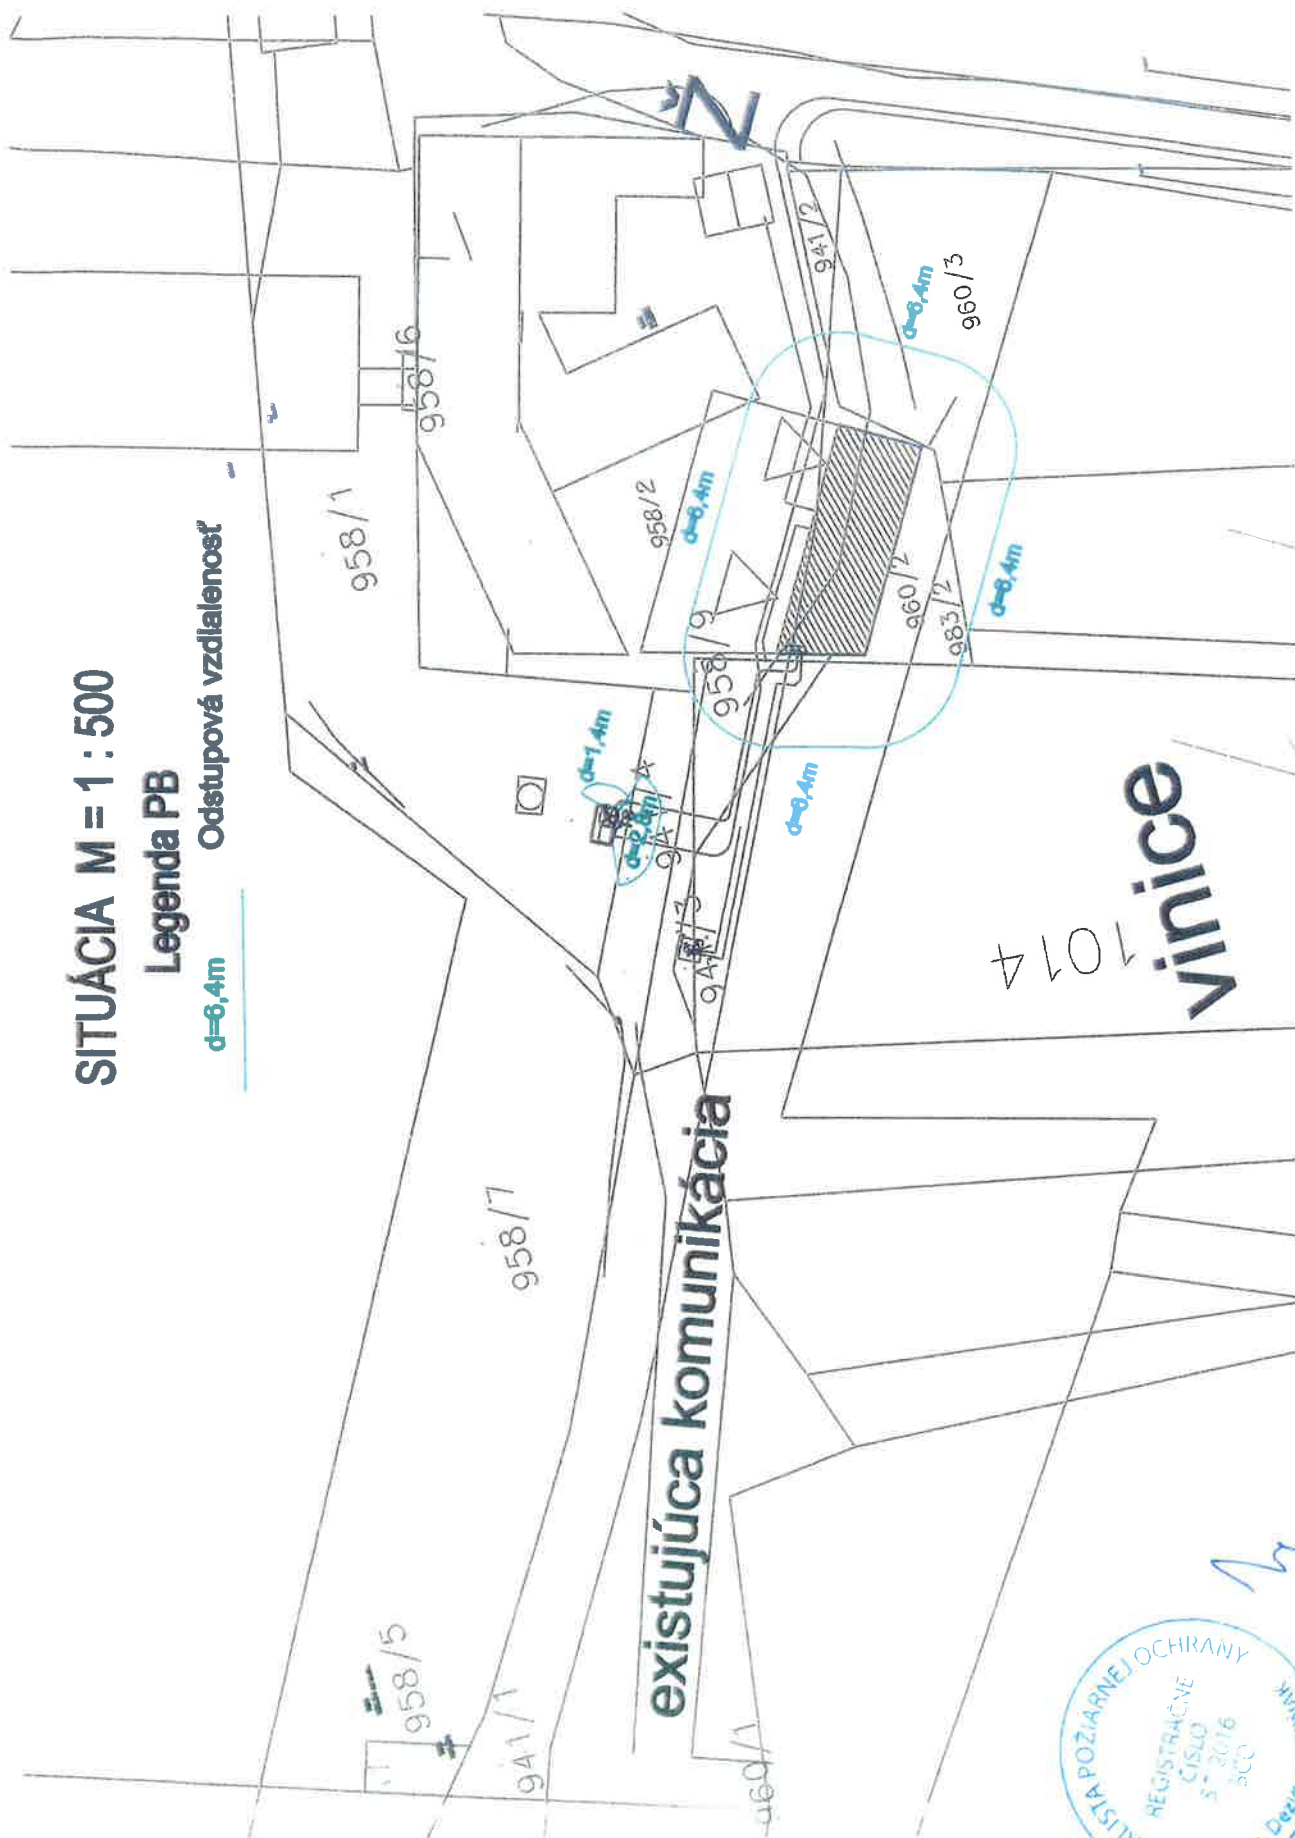 SITUÁCIA M = 1 : 500
Legenda PB
d=6,4m
Odstupová vzdialenosť
958/1
958/6
958/2
958/9
958/7
958/5
941/1
941/2
960/3
960/2
983/2
d=6,4m
d=6,4m
d=6,4m
d=6,4m
d=1,4m
d=2,8m
1014
vinice
existujúca komunikácia
POŽIARNEJ OCHRANY
REGISTRAČNÉ
ČÍSLO